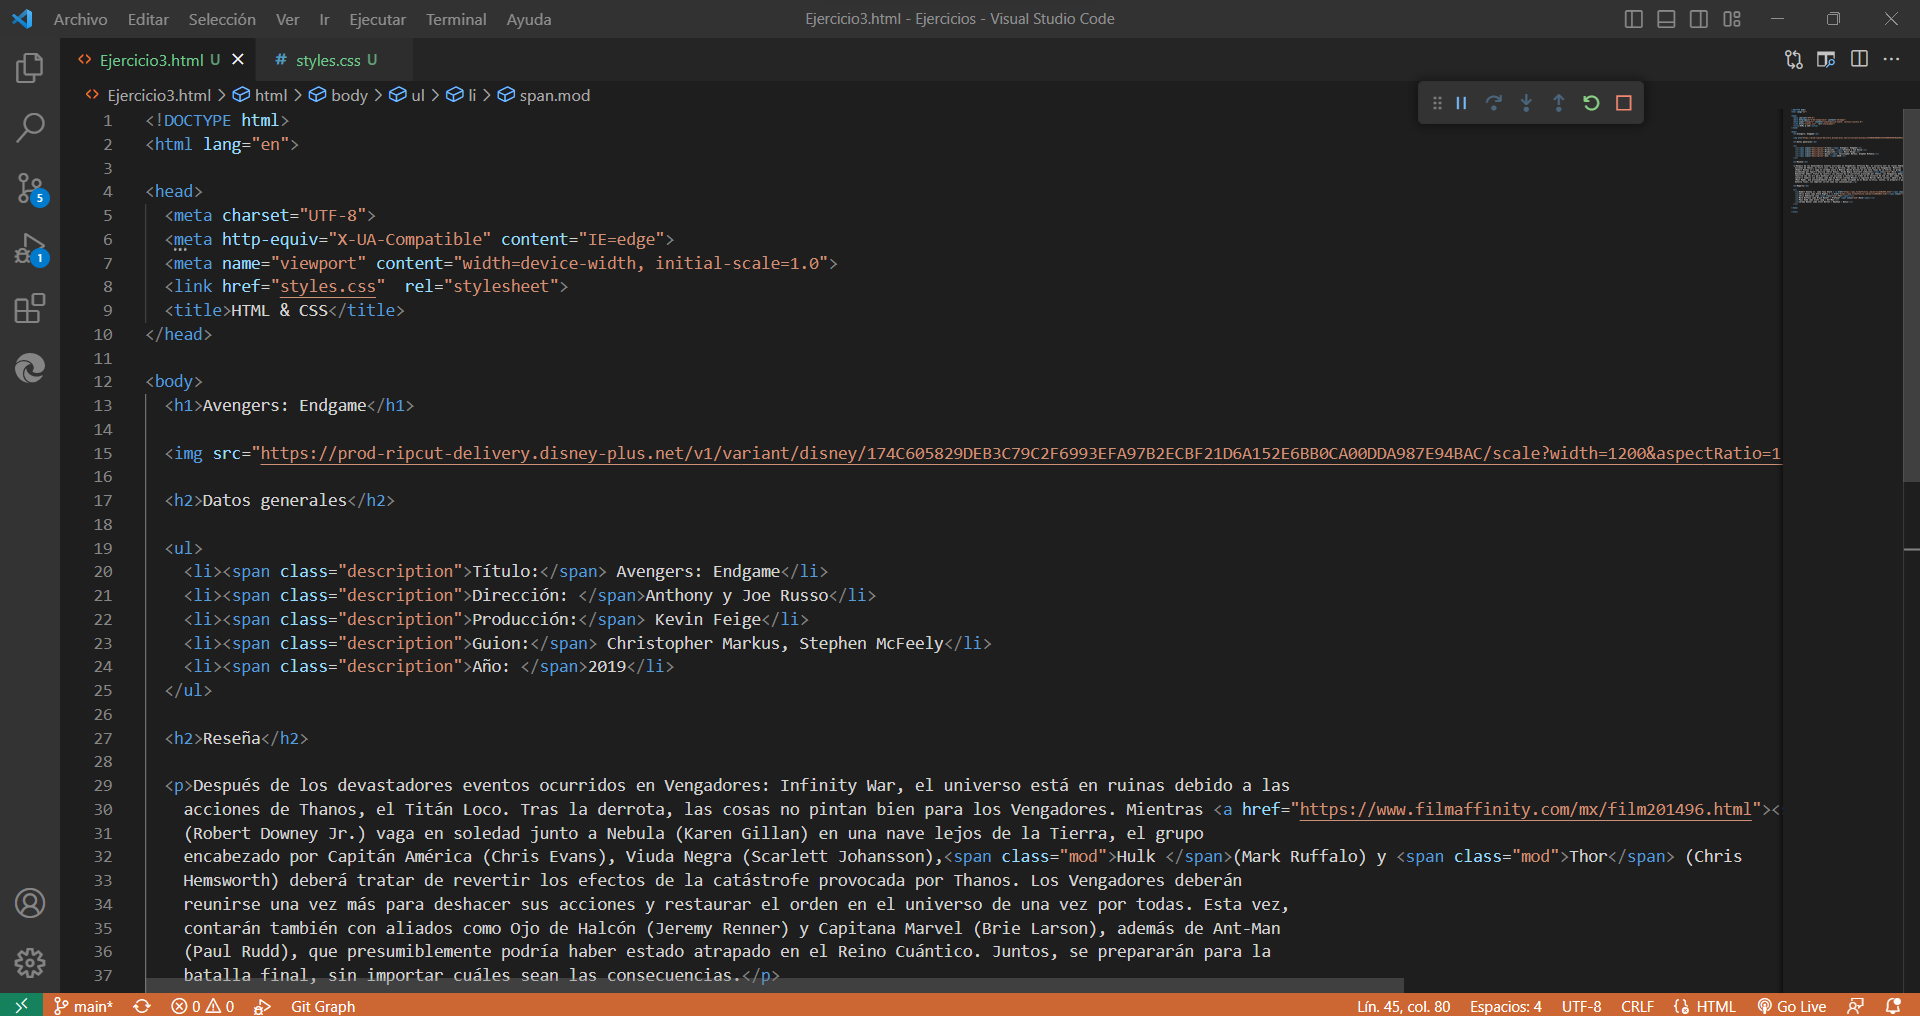 Archivo Editar Selección Ver Ir Ejecutar Terminal Ayuda
Ejercicio3.html - Ejercicios - Visual Studio Code
Ejercicio3.html U
# styles.css U
Ejercicio3.html > html > body > ul > li > span.mod
5
1
1 <!DOCTYPE html>
2 <html lang="en">
3
4 <head>
5 <meta charset="UTF-8">
6 <meta http-equiv="X-UA-Compatible" content="IE=edge">
7 <meta name="viewport" content="width=device-width, initial-scale=1.0">
8 <link href="styles.css"  rel="stylesheet">
9 <title>HTML & CSS</title>
10 </head>
11
12 <body>
13 <h1>Avengers: Endgame</h1>
14
15 <img src="https://prod-ripcut-delivery.disney-plus.net/v1/variant/disney/174C605829DEB3C79C2F6993EFA97B2ECBF21D6A152E6BB0CA00DDA987E94BAC/scale?width=1200&aspectRatio=1
16
17 <h2>Datos generales</h2>
18
19 <ul>
20 <li><span class="description">Título:</span> Avengers: Endgame</li>
21 <li><span class="description">Dirección: </span>Anthony y Joe Russo</li>
22 <li><span class="description">Producción:</span> Kevin Feige</li>
23 <li><span class="description">Guion:</span> Christopher Markus, Stephen McFeely</li>
24 <li><span class="description">Año: </span>2019</li>
25 </ul>
26
27 <h2>Reseña</h2>
28
29 <p>Después de los devastadores eventos ocurridos en Vengadores: Infinity War, el universo está en ruinas debido a las
30 acciones de Thanos, el Titán Loco. Tras la derrota, las cosas no pintan bien para los Vengadores. Mientras <a href="https://www.filmaffinity.com/mx/film201496.html"><
31 (Robert Downey Jr.) vaga en soledad junto a Nebula (Karen Gillan) en una nave lejos de la Tierra, el grupo
32 encabezado por Capitán América (Chris Evans), Viuda Negra (Scarlett Johansson),<span class="mod">Hulk </span>(Mark Ruffalo) y <span class="mod">Thor</span> (Chris
33 Hemsworth) deberá tratar de revertir los efectos de la catástrofe provocada por Thanos. Los Vengadores deberán
34 reunirse una vez más para deshacer sus acciones y restaurar el orden en el universo de una vez por todas. Esta vez,
35 contarán también con aliados como Ojo de Halcón (Jeremy Renner) y Capitana Marvel (Brie Larson), además de Ant-Man
36 (Paul Rudd), que presumiblemente podría haber estado atrapado en el Reino Cuántico. Juntos, se prepararán para la
37 batalla final, sin importar cuáles sean las consecuencias.</p>
main* 0 0 Git Graph Lín. 45, col. 80 Espacios: 4 UTF-8 CRLF HTML Go Live